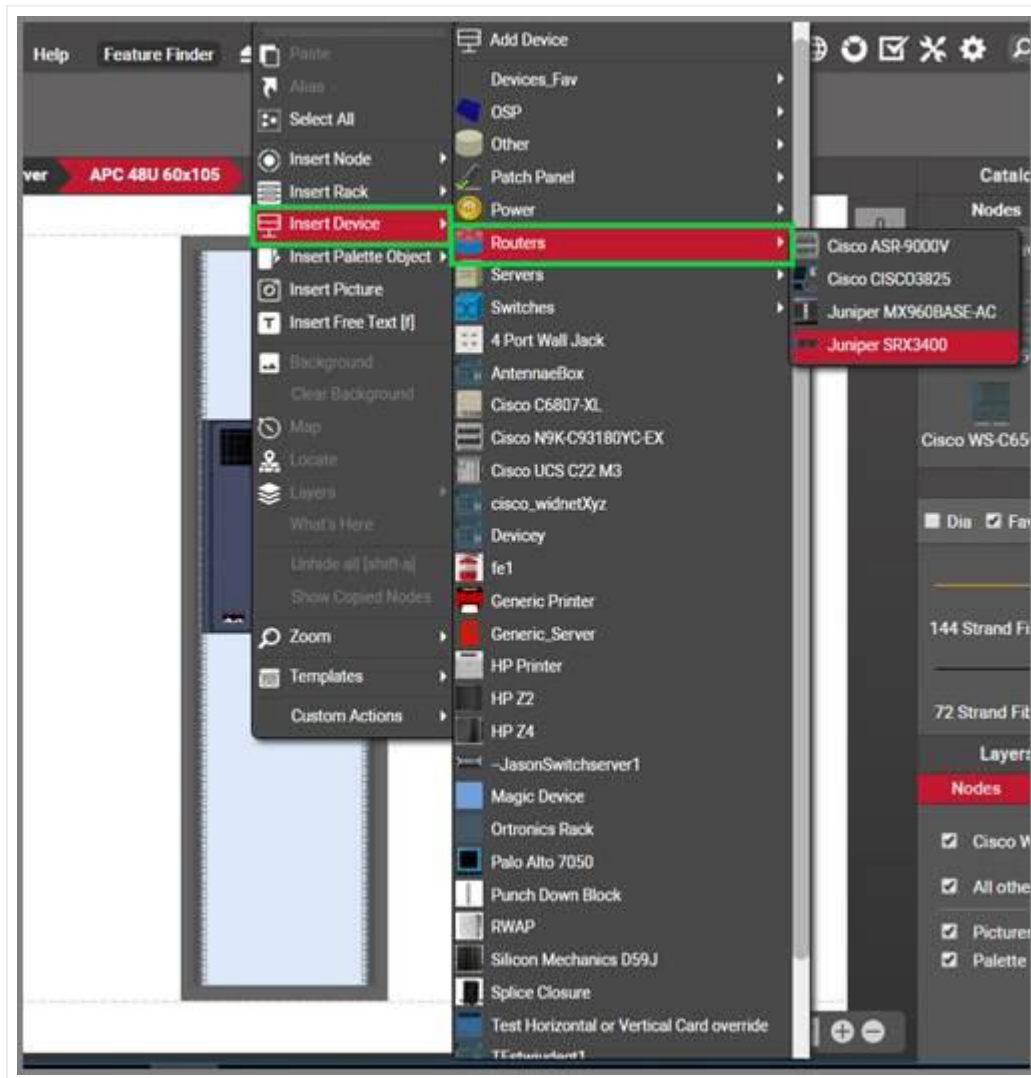 Help Feature Finder
ver APC 48U 60x105
Paste
Alias
Select All
Insert Node
Insert Rack
Insert Device
Insert Palette Object
Insert Picture
Insert Free Text [f]
Background
Clear Background
Map
Locate
Layers
What's Here
Unhide all [shift-a]
Show Copied Nodes
Zoom
Templates
Custom Actions
Add Device
Devices_Fav
OSP
Other
Patch Panel
Power
Routers
Servers
Switches
4 Port Wall Jack
AntennaeBox
Cisco C6807-XL
Cisco N9K-C93180YC-EX
Cisco UCS C22 M3
cisco_widnetXyz
Devicey
fe1
Generic Printer
Generic_Server
HP Printer
HP Z2
HP Z4
~JasonSwitchserver1
Magic Device
Ortronics Rack
Palo Alto 7050
Punch Down Block
RWAP
Silicon Mechanics D59J
Splice Closure
Test Horizontal or Vertical Card override
Cisco ASR-9000V
Cisco CISCO3825
Juniper MX960BASE-AC
Juniper SRX3400
Catalo
Nodes
Cisco WS-C65
Dia Fav
144 Strand Fi
72 Strand Fib
Layers
Nodes
Cisco W
All othe
Picture
Palette